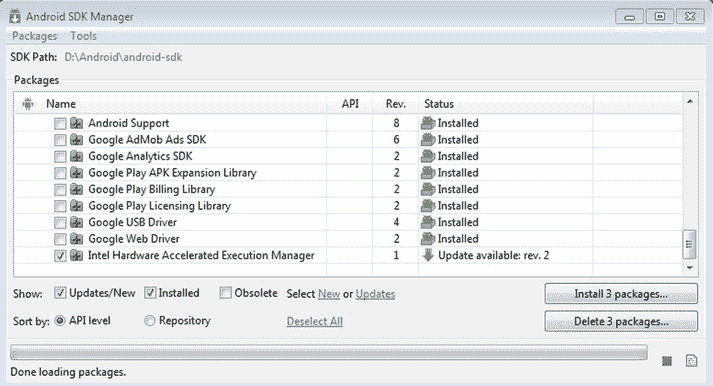 Android SDK Manager
Packages Tools
SDK Path: D:\Android\android-sdk
Packages
Name API Rev. Status
Android Support 8 Installed
Google AdMob Ads SDK 6 Installed
Google Analytics SDK 2 Installed
Google Play APK Expansion Library 2 Installed
Google Play Billing Library 2 Installed
Google Play Licensing Library 2 Installed
Google USB Driver 4 Installed
Google Web Driver 2 Installed
Intel Hardware Accelerated Execution Manager 1 Update available: rev. 2
Show: Updates/New Installed Obsolete Select New or Updates Install 3 packages...
Sort by: API level Repository Deselect All Delete 3 packages...
Done loading packages.